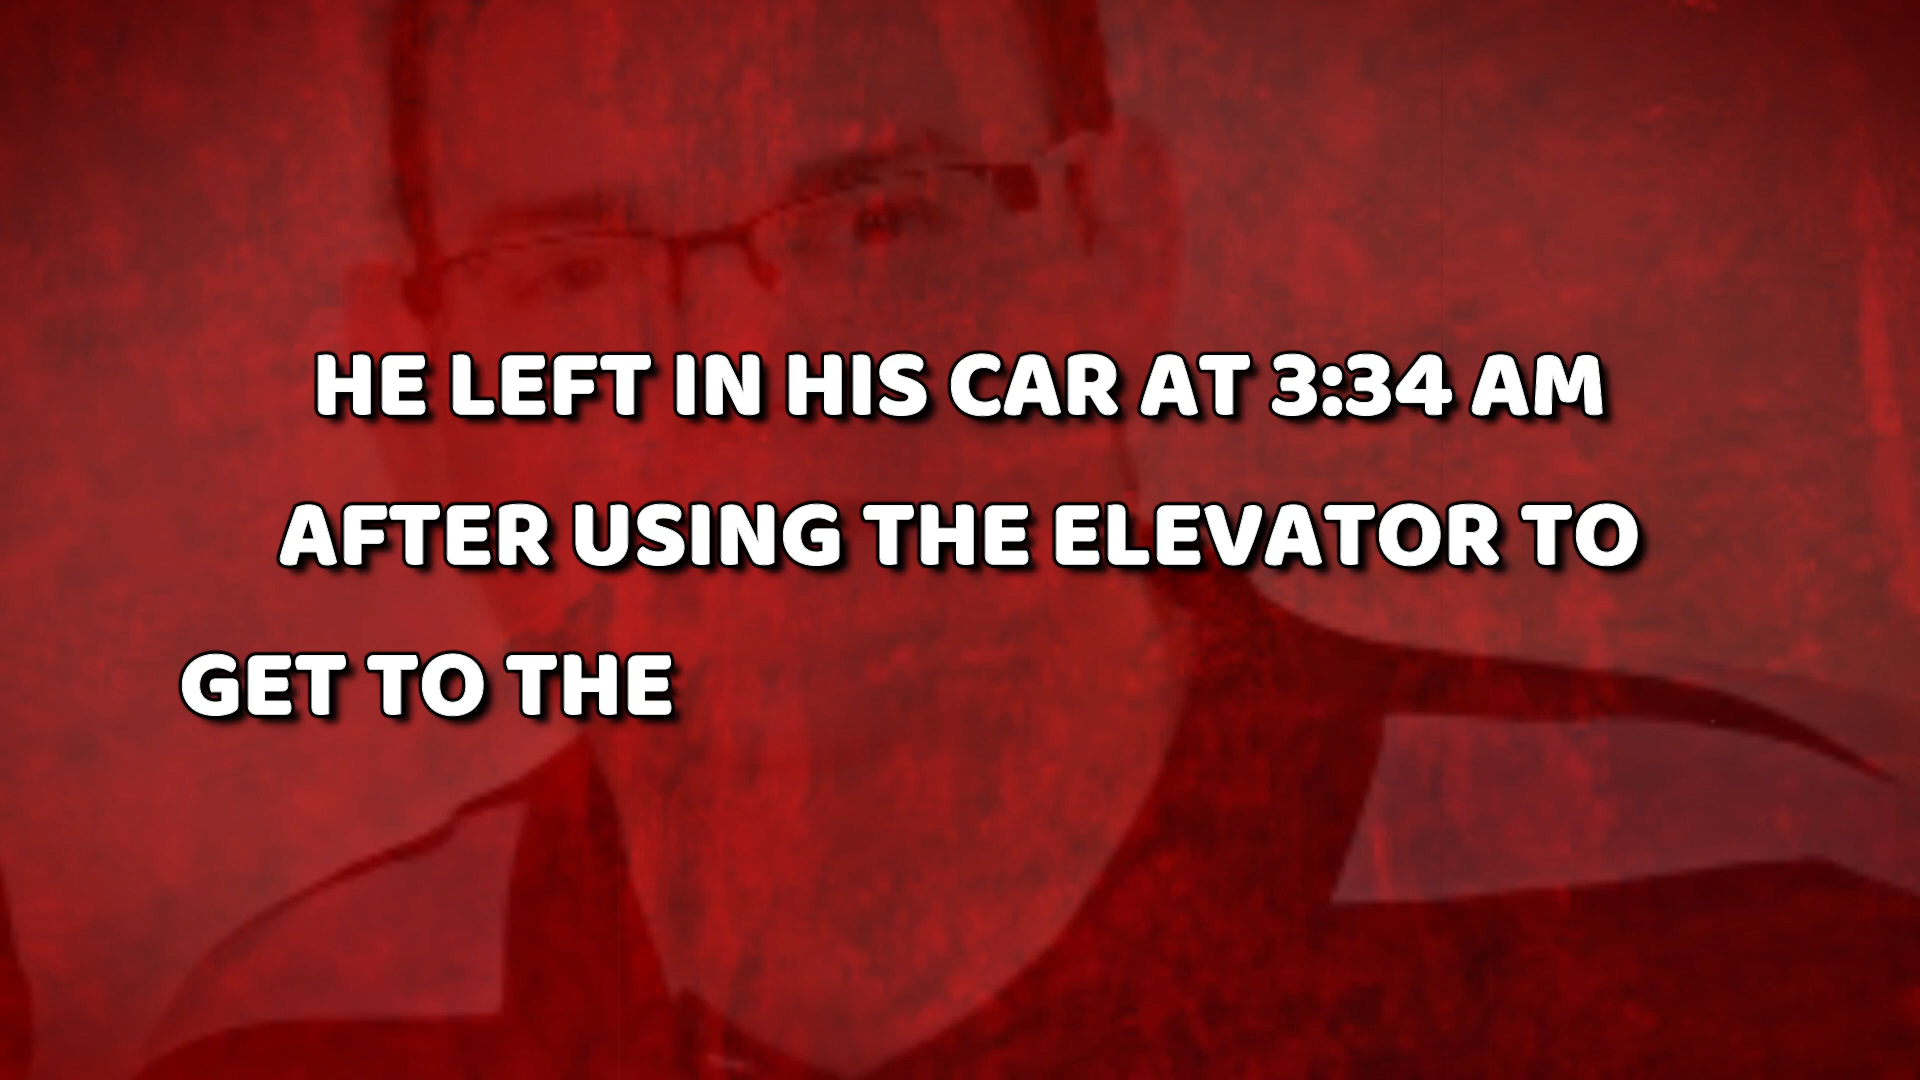 HE LEFT IN HIS CAR AT 3:34 AM
AFTER USING THE ELEVATOR TO
GET TO THE